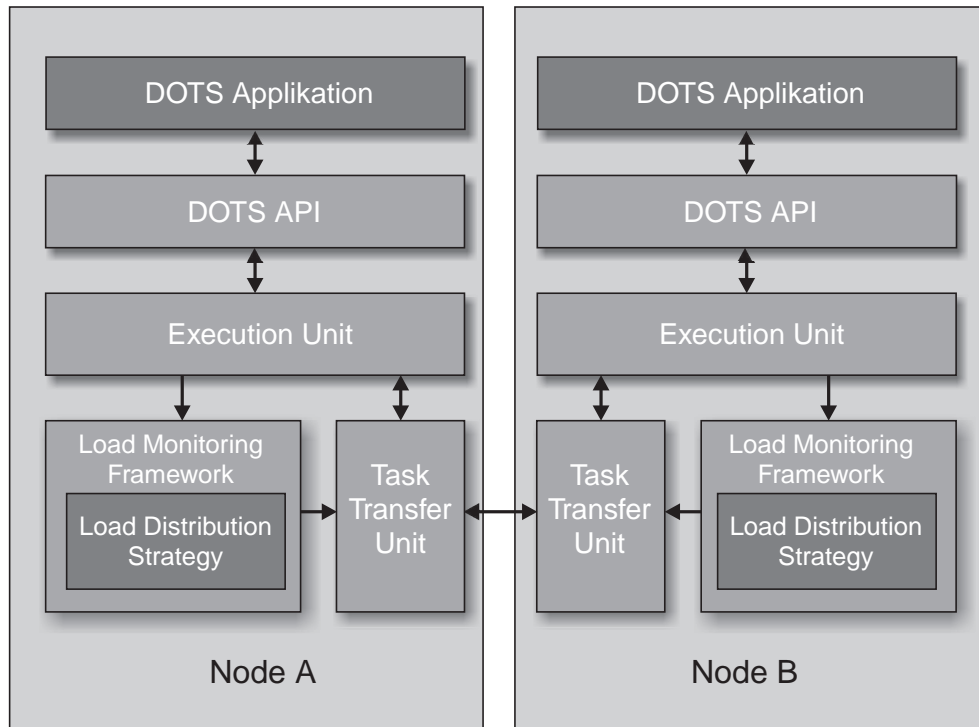 DOTS Applikation
DOTS API
Execution Unit
Load Monitoring
Framework
Load Distribution
Strategy
Task
Transfer
Unit
Node A
DOTS Applikation
DOTS API
Execution Unit
Task
Transfer
Unit
Load Monitoring
Framework
Load Distribution
Strategy
Node B